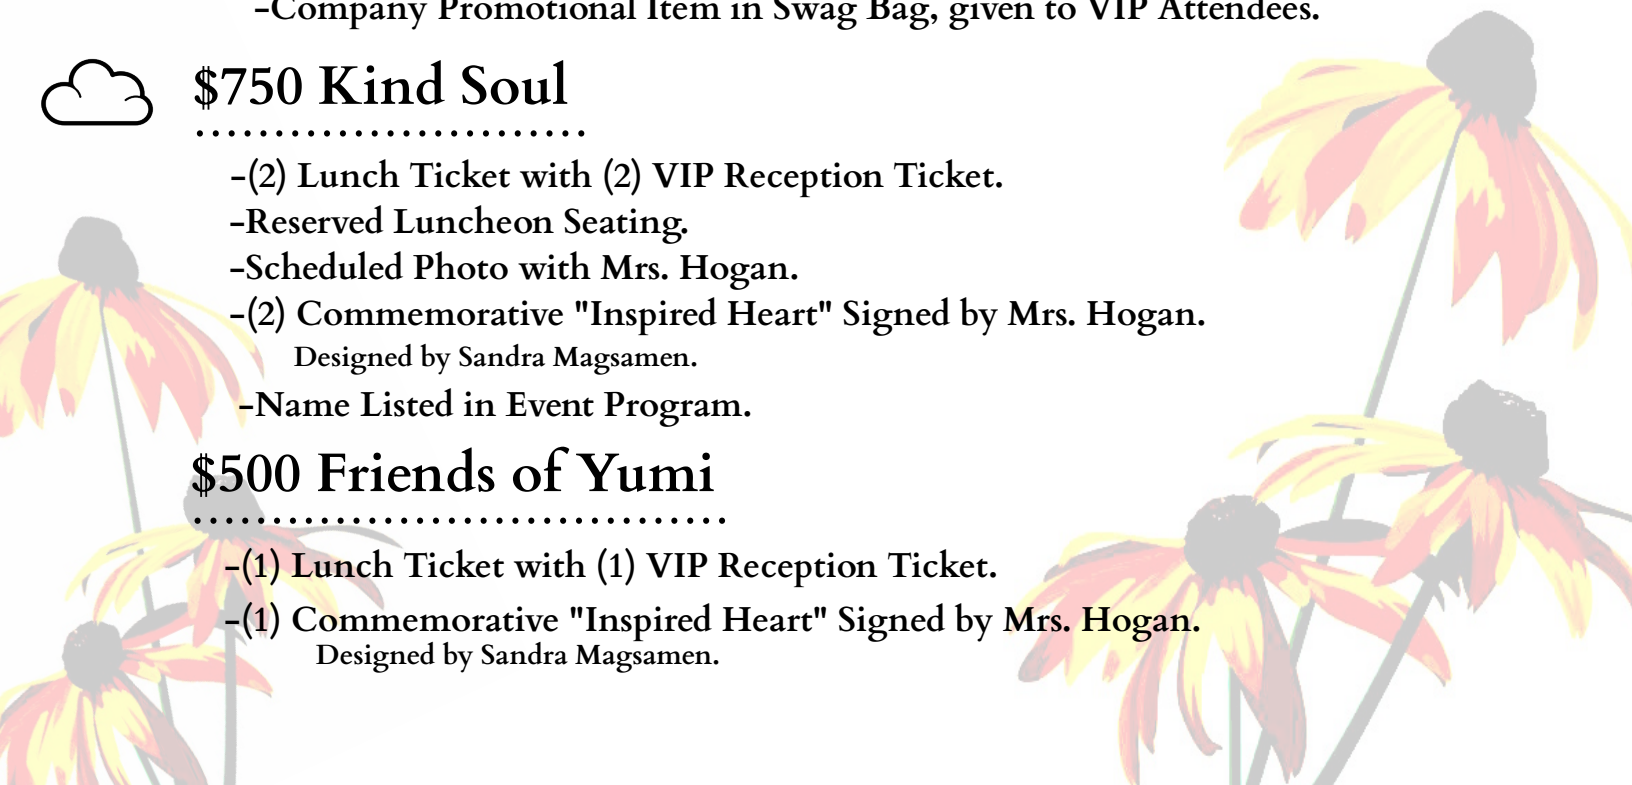 -Company Promotional Item in Swag Bag, given to VIP Attendees.
$750 Kind Soul
-(2) Lunch Ticket with (2) VIP Reception Ticket.
-Reserved Luncheon Seating.
-Scheduled Photo with Mrs. Hogan.
-(2) Commemorative "Inspired Heart" Signed by Mrs. Hogan.
Designed by Sandra Magsamen.
-Name Listed in Event Program.
$500 Friends of Yumi
-(1) Lunch Ticket with (1) VIP Reception Ticket.
-(1) Commemorative "Inspired Heart" Signed by Mrs. Hogan.
Designed by Sandra Magsamen.